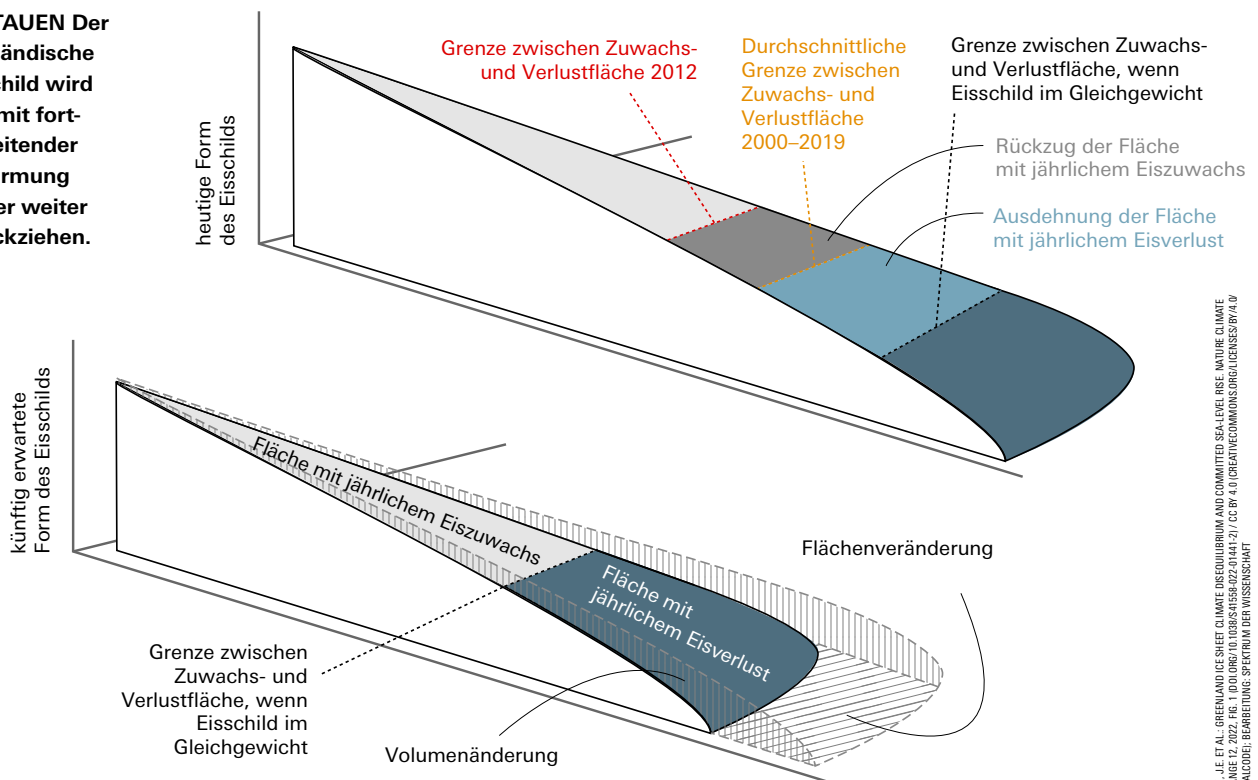 TAUEN Der
ländische
child wird
mit fort-
eitender
rmung
er weiter
ckziehen.
heutige Form
des Eisschilds
Grenze zwischen Zuwachs-
und Verlustfläche 2012
Durchschnittliche
Grenze zwischen
Zuwachs- und
Verlustfläche
2000–2019
Grenze zwischen Zuwachs-
und Verlustfläche, wenn
Eisschild im Gleichgewicht
Rückzug der Fläche
mit jährlichem Eiszuwachs
Ausdehnung der Fläche
mit jährlichem Eisverlust
künftig erwartete
Form des Eisschilds
Fläche mit jährlichem Eiszuwachs
Fläche mit
jährlichem Eisverlust
Flächenveränderung
Grenze zwischen
Zuwachs- und
Verlustfläche, wenn
Eisschild im
Gleichgewicht
Volumenänderung
, J.E. ET AL.: GREENLAND ICE SHEET CLIMATE DISEQUILIBRIUM AND COMMITTED SEA-LEVEL RISE. NATURE CLIMATE
NGE 12, 2022, FIG. 1 (DOI.ORG/10.1038/S41558-022-01441-2) / CC BY 4.0 (CREATIVECOMMONS.ORG/LICENSES/BY/4.0/
ALCODE); BEARBEITUNG: SPEKTRUM DER WISSENSCHAFT